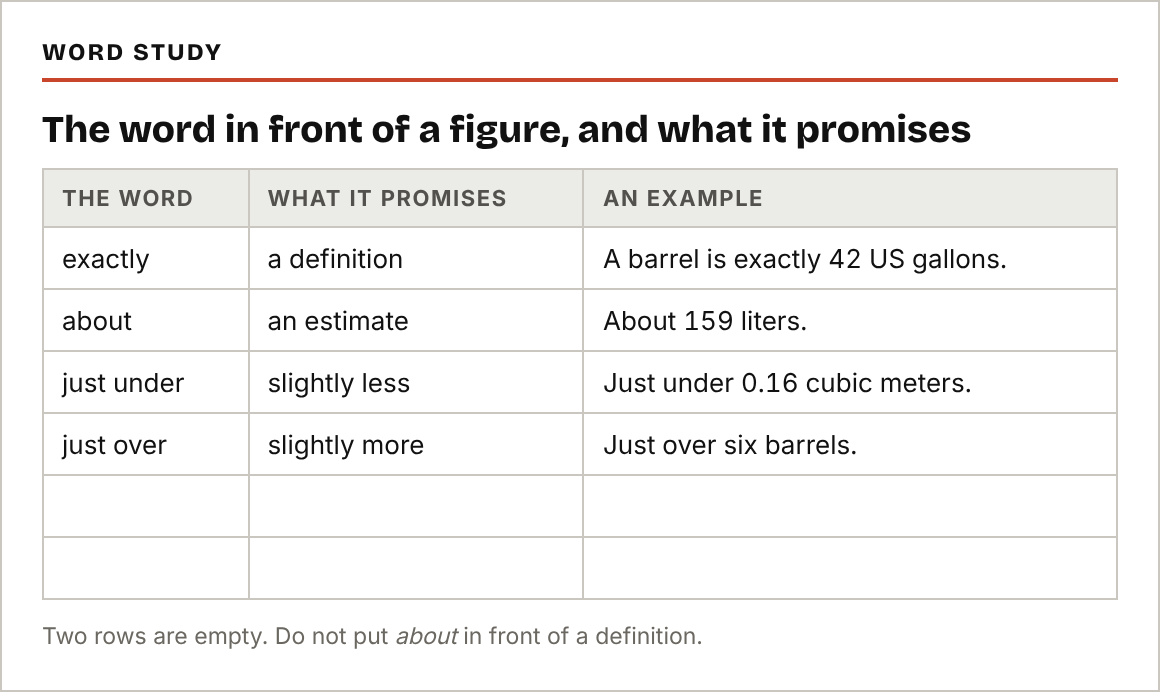 WORD STUDY
The word in front of a figure, and what it promises
THE WORD WHAT IT PROMISES AN EXAMPLE
exactly a definition A barrel is exactly 42 US gallons.
about an estimate About 159 liters.
just under slightly less Just under 0.16 cubic meters.
just over slightly more Just over six barrels.
Two rows are empty. Do not put about in front of a definition.